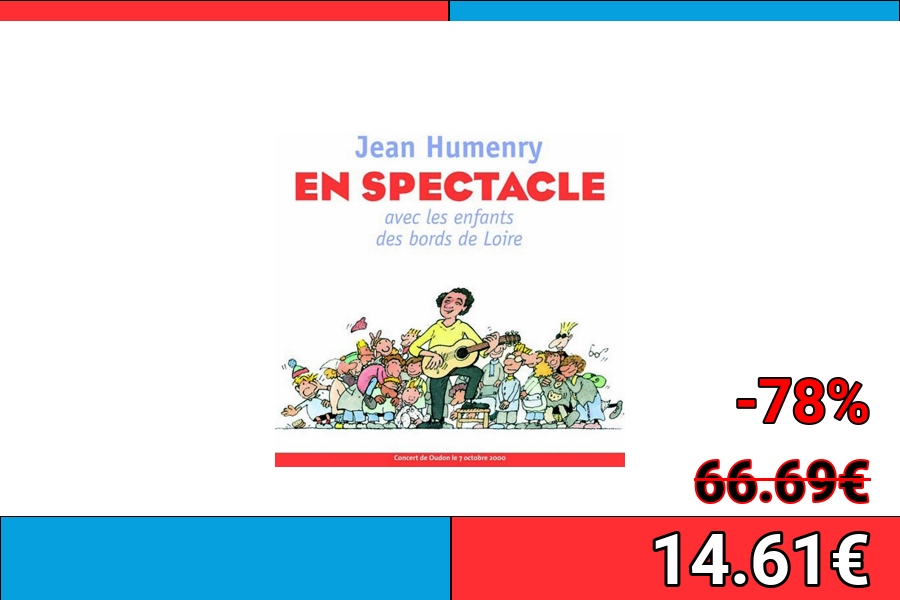 Jean Humenry
EN SPECTACLE
avec les enfants
des bords de Loire
Concert de Oudon le 7 octobre 2000
-78%
66.69€
14.61€